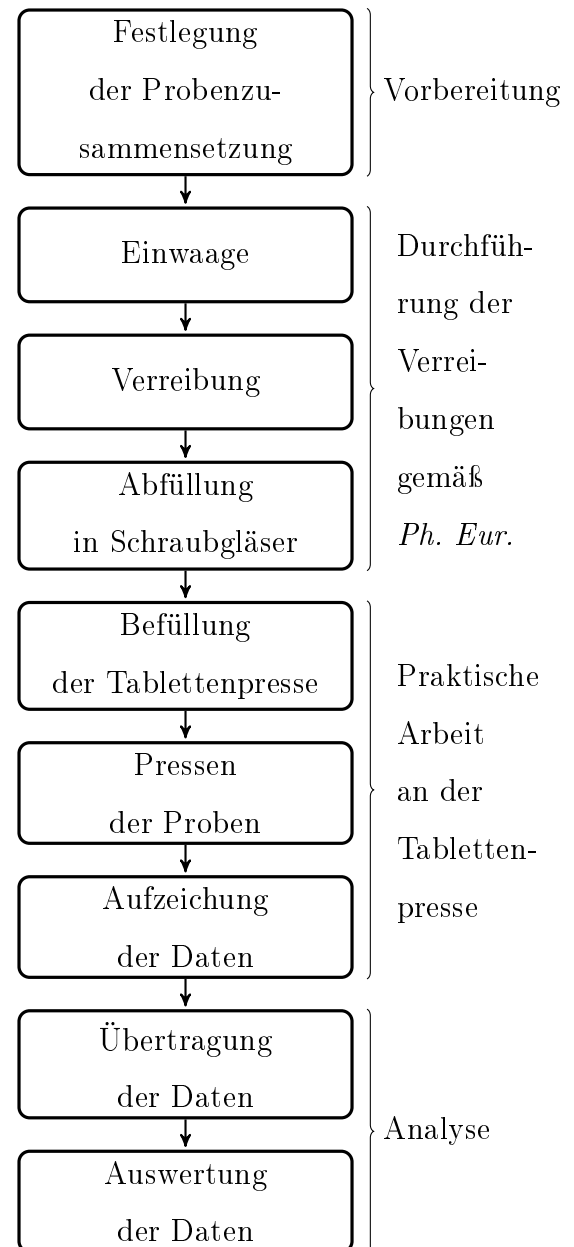 Festlegung
der Probenzu-
sammensetzung
Vorbereitung
Einwaage
Verreibung
Abfüllung
in Schraubgläser
Durchfüh-
rung der
Verrei-
bungen
gemäß
Ph. Eur.
Befüllung
der Tablettenpresse
Pressen
der Proben
Aufzeichung
der Daten
Praktische
Arbeit
an der
Tabletten-
presse
Übertragung
der Daten
Auswertung
der Daten
Analyse